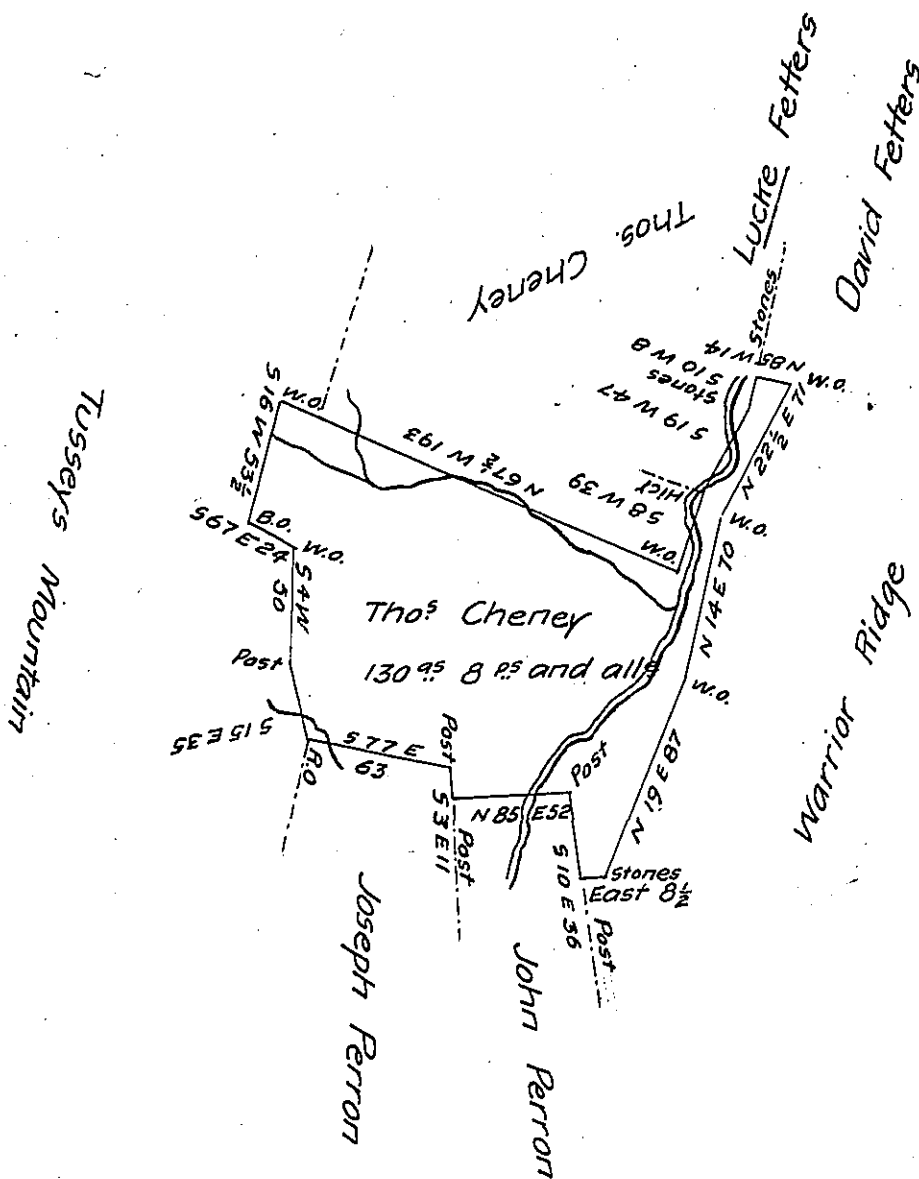 Lucke Fetters
David Fetters
Thos. Cheney
Stones
N 85 W 14
S 10 W 8
Stones
S 19 W 47
Hick
S 8 W 39
W.O.
N 22½ E 71
W.O.
N 14 E 70
W.O.
N 19 E 87
Warrior Ridge
W.O.
N 67½ W 193
W.O.
S 16 W 53½
B.O.
S 67 E 24
W.O.
S 4 W
50
Post
S 15 E 35
R.O
S 77 E
63
Post
S 3 E 11
Post
N 85 E 52
Post
S 10 E 36
Post
East 8½
Stones
Thos. Cheney
130 as 8 ps and alle
Tusseys Mountain
Joseph Perron
John Perron